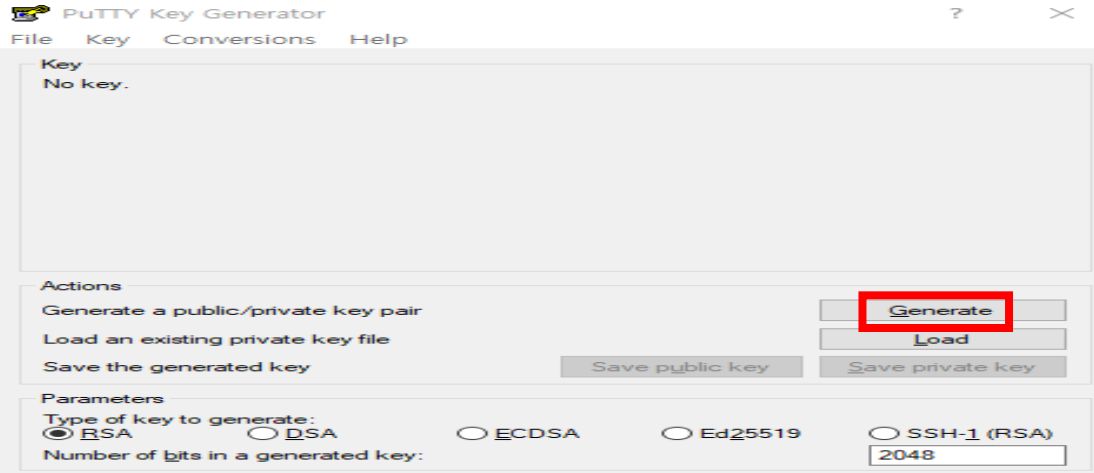 PuTTY Key Generator ?
File Key Conversions Help
Key
No key.
Actions
Generate a public/private key pair Generate
Load an existing private key file Load
Save the generated key Save public key Save private key
Parameters
Type of key to generate:
RSA DSA ECDSA Ed25519 SSH-1 (RSA)
Number of bits in a generated key: 2048